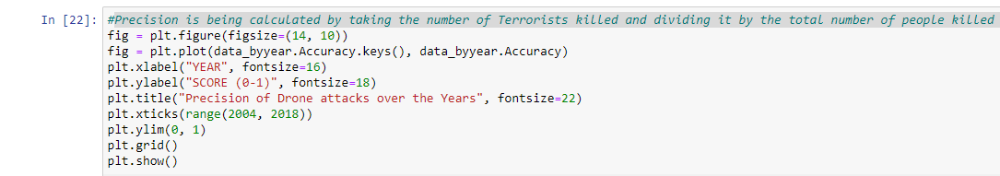 In [22]: #Precision is being calculated by taking the number of Terrorists killed and dividing it by the total number of people killed
fig = plt.figure(figsize=(14, 10))
fig = plt.plot(data_byyear.Accuracy.keys(), data_byyear.Accuracy)
plt.xlabel("YEAR", fontsize=16)
plt.ylabel("SCORE (0-1)", fontsize=18)
plt.title("Precision of Drone attacks over the Years", fontsize=22)
plt.xticks(range(2004, 2018))
plt.ylim(0, 1)
plt.grid()
plt.show()